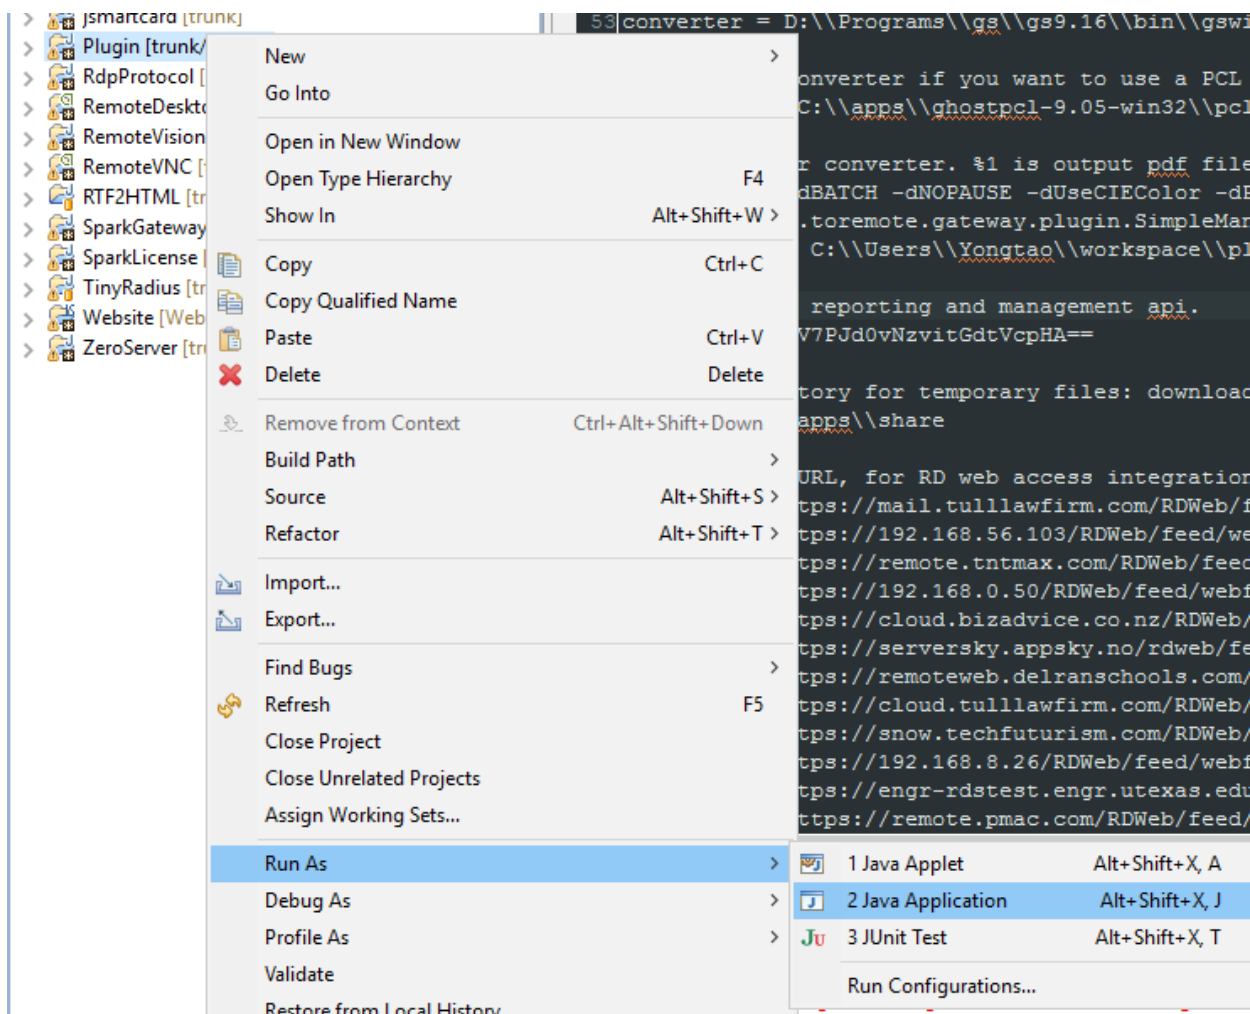 jsmartcard [trunk]
Plugin [trunk/
RdpProtocol [
RemoteDeskto
RemoteVision
RemoteVNC [
RTF2HTML [tr
SparkGateway
SparkLicense [
TinyRadius [tr
Website [Web
ZeroServer [tru
New
Go Into
Open in New Window
Open Type Hierarchy F4
Show In Alt+Shift+W >
Copy Ctrl+C
Copy Qualified Name
Paste Ctrl+V
Delete Delete
Remove from Context Ctrl+Alt+Shift+Down
Build Path
Source Alt+Shift+S >
Refactor Alt+Shift+T >
Import...
Export...
Find Bugs
Refresh F5
Close Project
Close Unrelated Projects
Assign Working Sets...
Run As
Debug As
Profile As
Validate
Restore from Local History
1 Java Applet Alt+Shift+X, A
2 Java Application Alt+Shift+X, J
3 JUnit Test Alt+Shift+X, T
Run Configurations...
53 converter = D:\\Programs\\gs\\gs9.16\\bin\\gswi
onverter if you want to use a PCL
C:\\apps\\ghostpcl-9.05-win32\\pcl
r converter. %1 is output pdf file
dBATCH -dNOPAUSE -dUseCIEColor -dP
.toremote.gateway.plugin.SimpleMan
C:\\Users\\Yongtao\\workspace\\pl
reporting and management api.
V7PJd0vNzvitGdtVcpHA==
tory for temporary files: download
apps\\share
URL, for RD web access integration
tps://mail.tulllawfirm.com/RDWeb/f
tps://192.168.56.103/RDWeb/feed/we
tps://remote.tntmax.com/RDWeb/feed
tps://192.168.0.50/RDWeb/feed/webf
tps://cloud.bizadvice.co.nz/RDWeb/
tps://serversky.appsky.no/rdweb/fe
tps://remoteweb.delranschools.com/
tps://cloud.tulllawfirm.com/RDWeb/
tps://snow.techfuturism.com/RDWeb/
tps://192.168.8.26/RDWeb/feed/webf
tps://engr-rdstest.engr.utexas.edu
ttps://remote.pmac.com/RDWeb/feed/